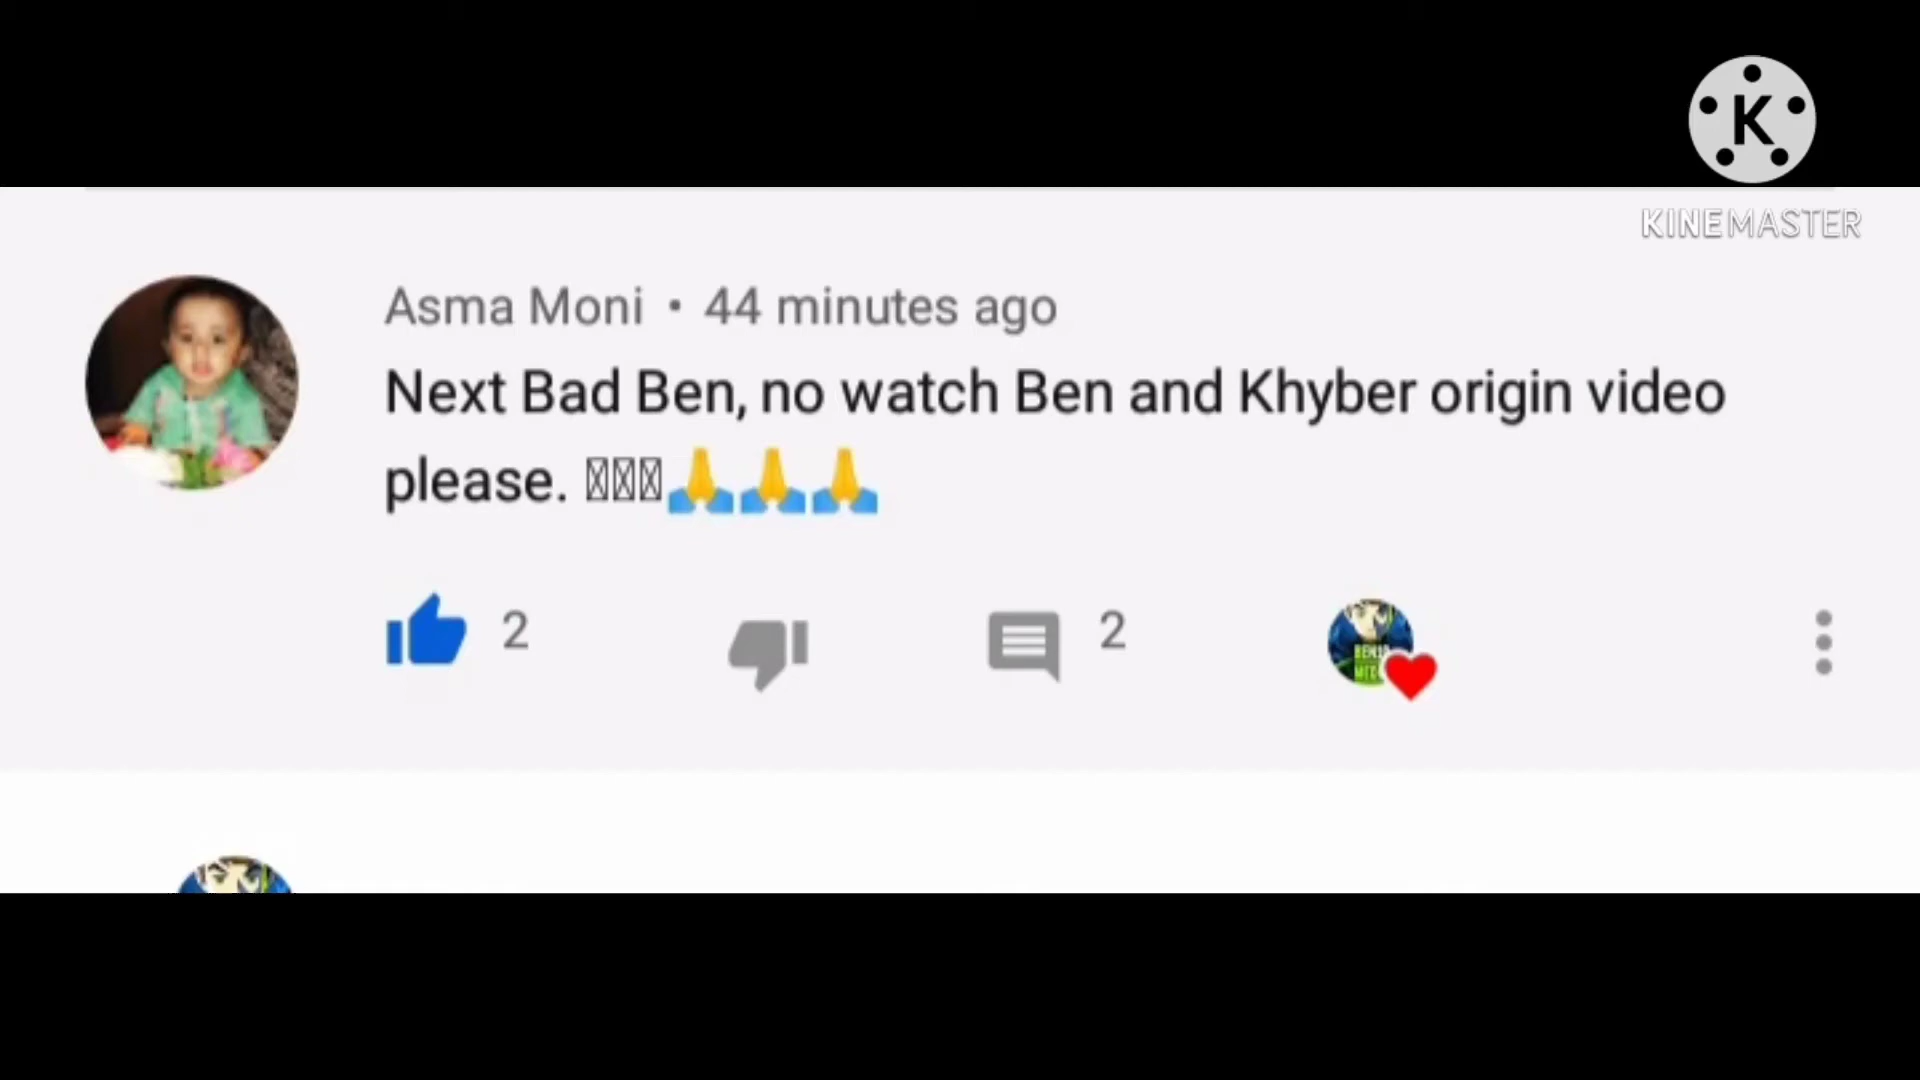 K
KINEMASTER
Asma Moni • 44 minutes ago
Next Bad Ben, no watch Ben and Khyber origin video
please. 🙏🙏🙏
2
2
BEN10